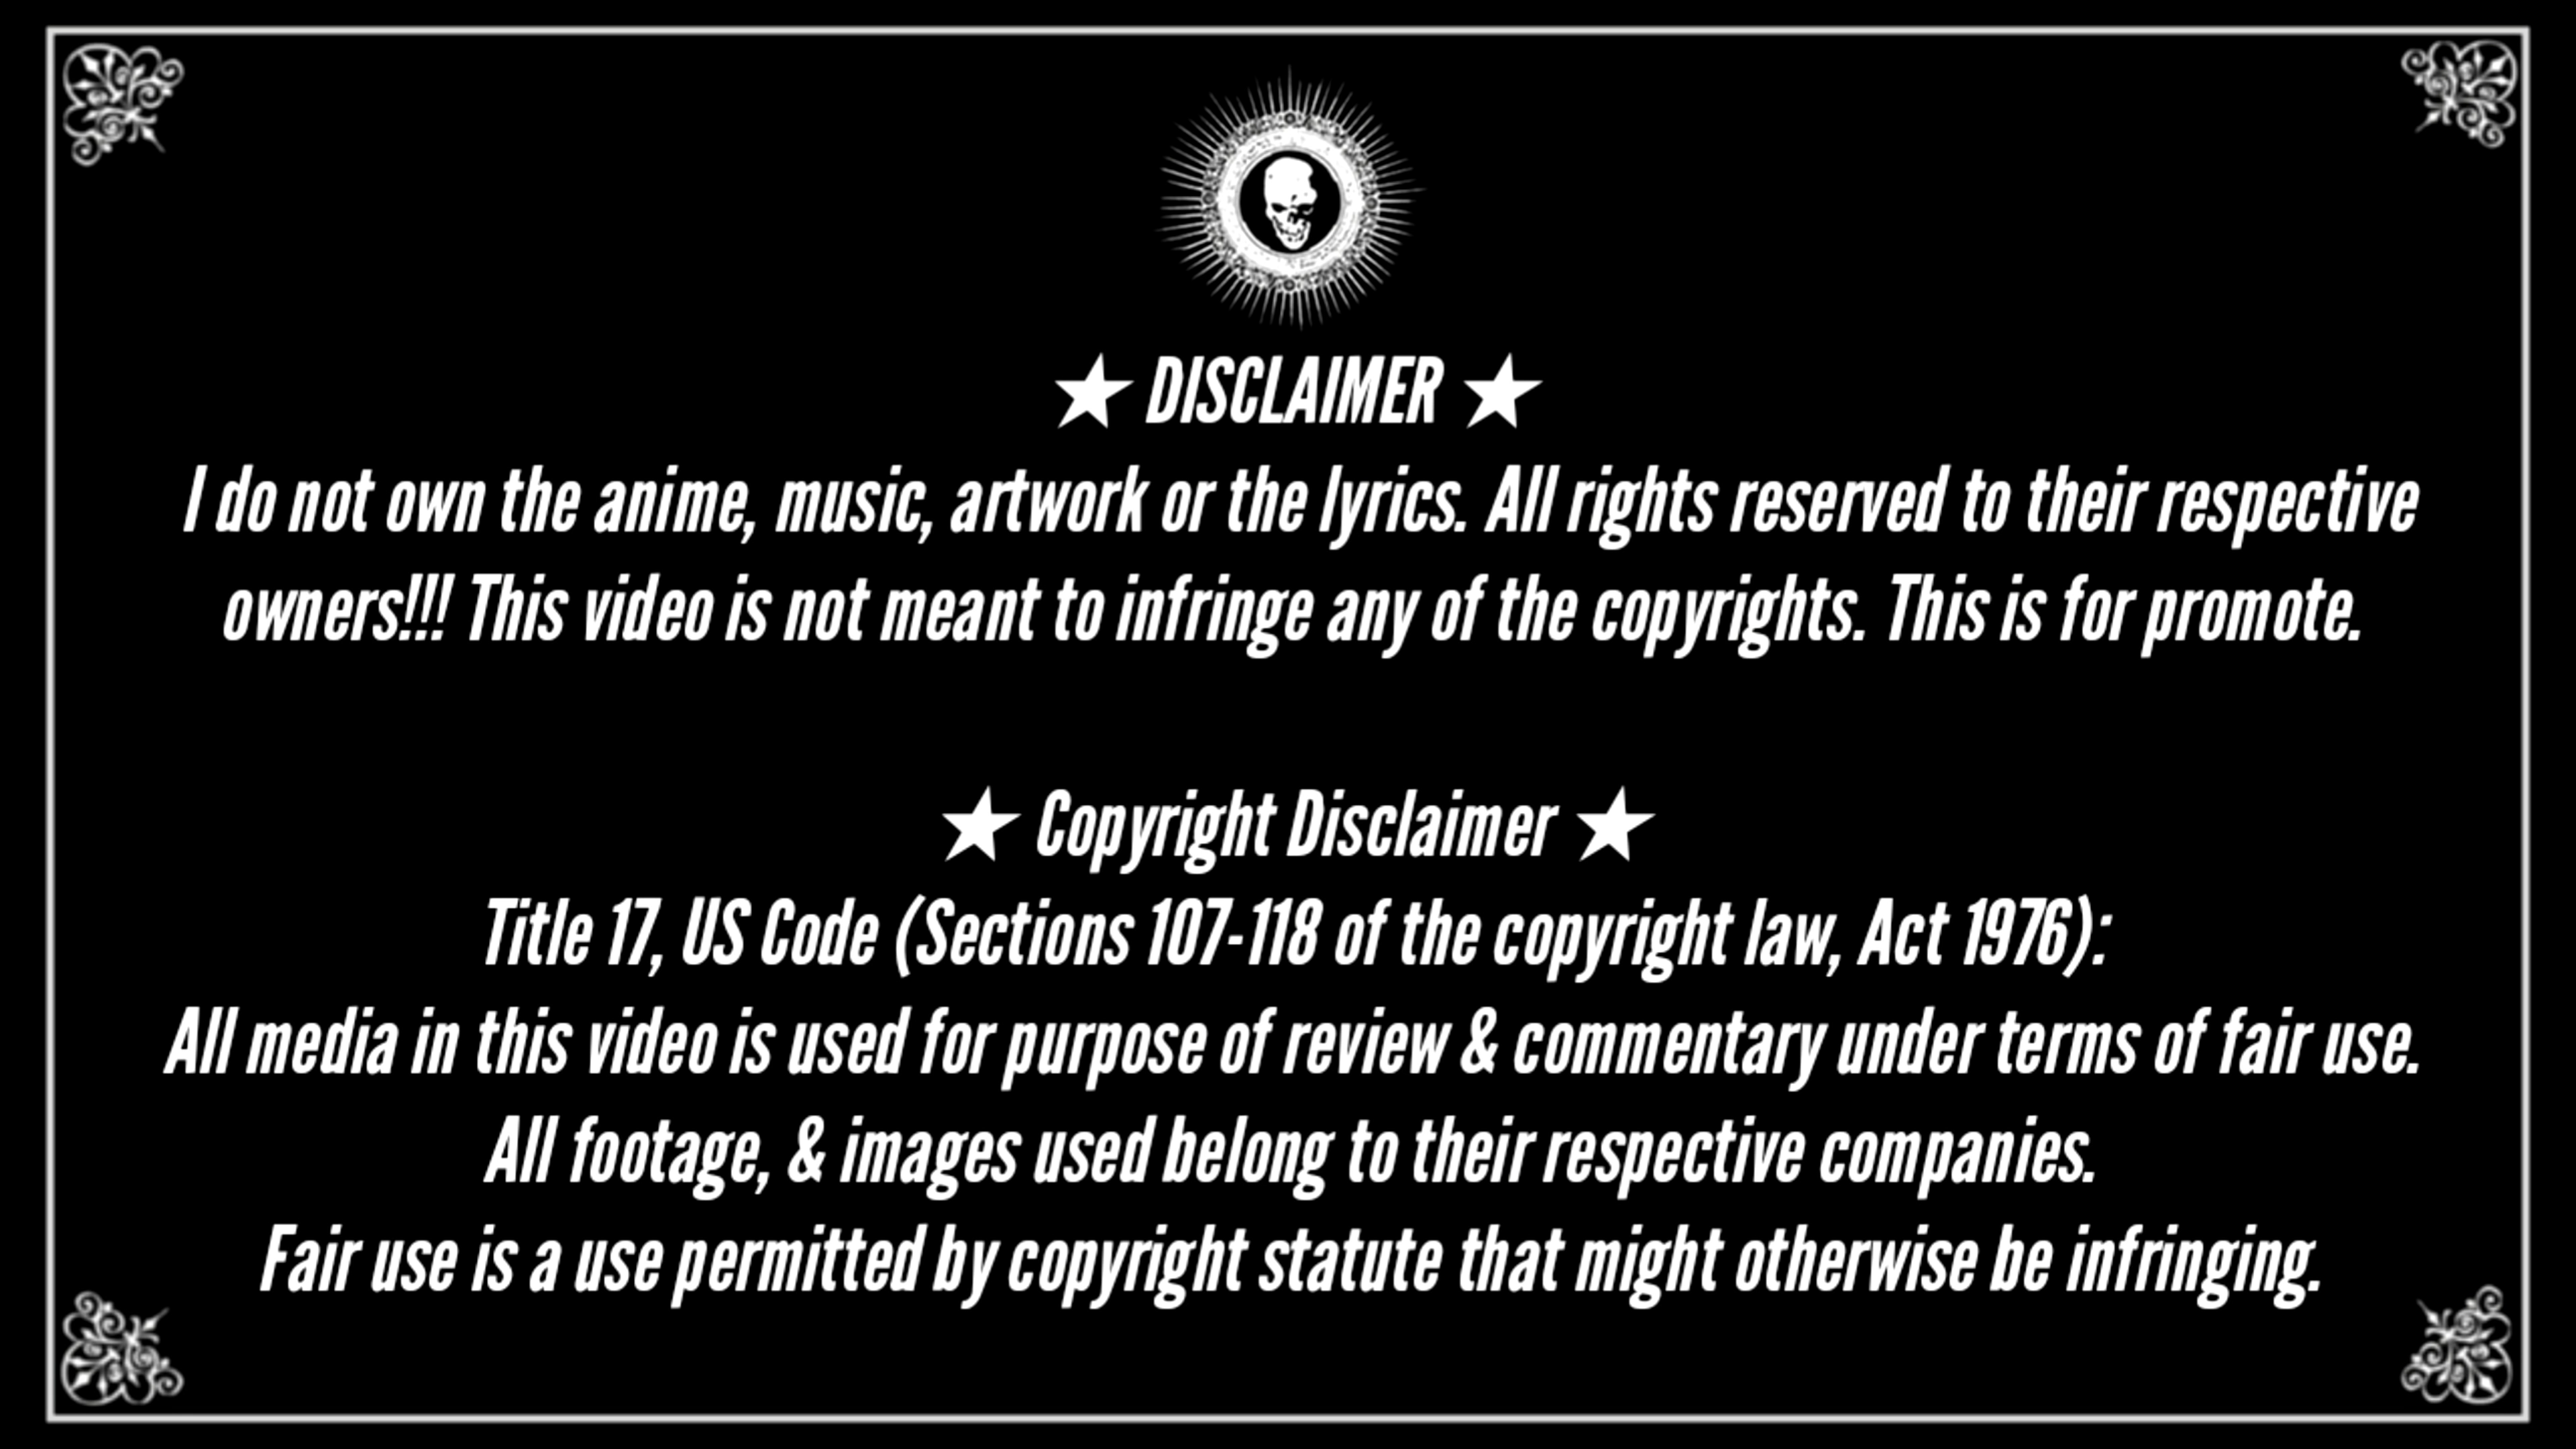 ★ DISCLAIMER ★
I do not own the anime, music, artwork or the lyrics. All rights reserved to their respective
owners!!! This video is not meant to infringe any of the copyrights. This is for promote.
★ Copyright Disclaimer ★
Title 17, US Code (Sections 107-118 of the copyright law, Act 1976):
All media in this video is used for purpose of review & commentary under terms of fair use.
All footage, & images used belong to their respective companies.
Fair use is a use permitted by copyright statute that might otherwise be infringing.